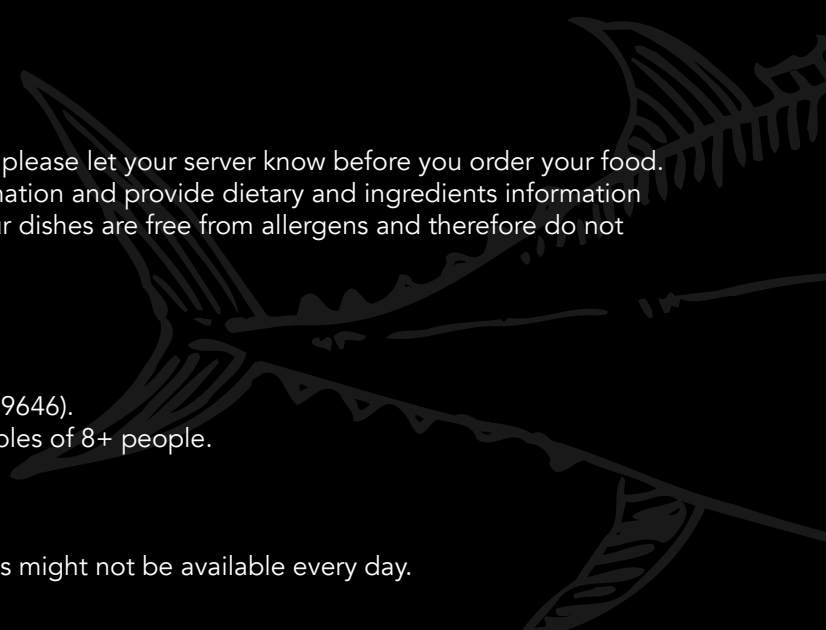 please let your server know before you order your food.
nation and provide dietary and ingredients information
ur dishes are free from allergens and therefore do not
9646).
bles of 8+ people.
s might not be available every day.